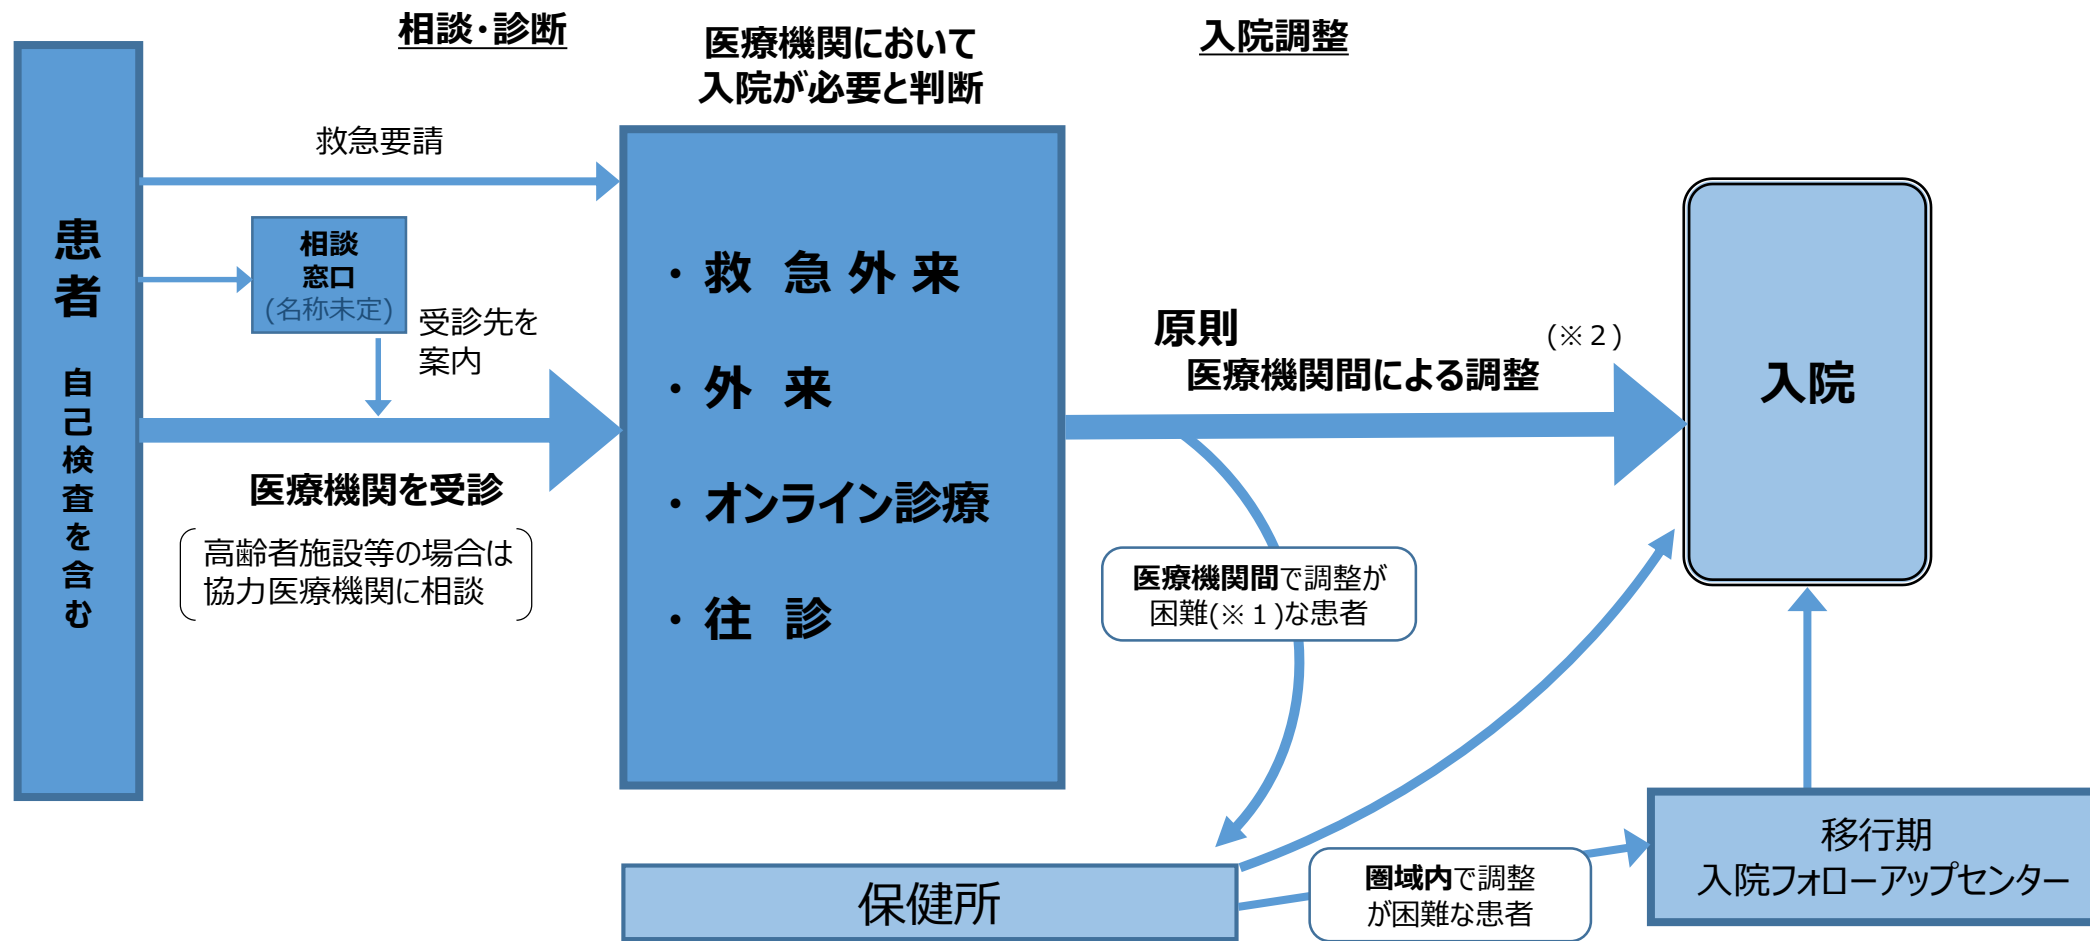 相談・診断
医療機関において
入院が必要と判断
入院調整
患者
自己検査を含む
救急要請
相談
窓口
(名称未定)
受診先を
案内
医療機関を受診
高齢者施設等の場合は
協力医療機関に相談
・救 急 外 来
・外 来
・オンライン診療
・往 診
原則
医療機関間による調整
(※２)
医療機関間で調整が
困難(※１)な患者
入院
保健所
圏域内で調整
が困難な患者
移行期
入院フォローアップセンター